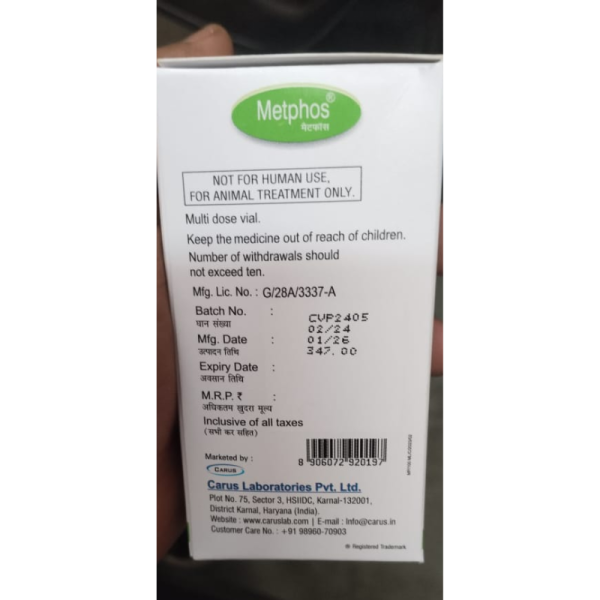 Metphos®
मेटफॉस
NOT FOR HUMAN USE,
FOR ANIMAL TREATMENT ONLY.
Multi dose vial.
Keep the medicine out of reach of children.
Number of withdrawals should
not exceed ten.
Mfg. Lic. No. : G/28A/3337-A
Batch No. : CVP2405
घान संख्या
02/24
Mfg. Date : 01/26
उत्पादन तिथि 347.00
Expiry Date :
अवसान तिथि
M.R.P. ₹ :
अधिकतम खुदरा मूल्य
Inclusive of all taxes
(सभी कर सहित)
8 906072 920197
Marketed by :
CARUS
Carus Laboratories Pvt. Ltd.
Plot No. 75, Sector 3, HSIIDC, Karnal-132001,
District Karnal, Haryana (India).
Website : www.caruslab.com | E-mail : Info@carus.in
Customer Care No. : +91 98960-70903
® Registered Trademark